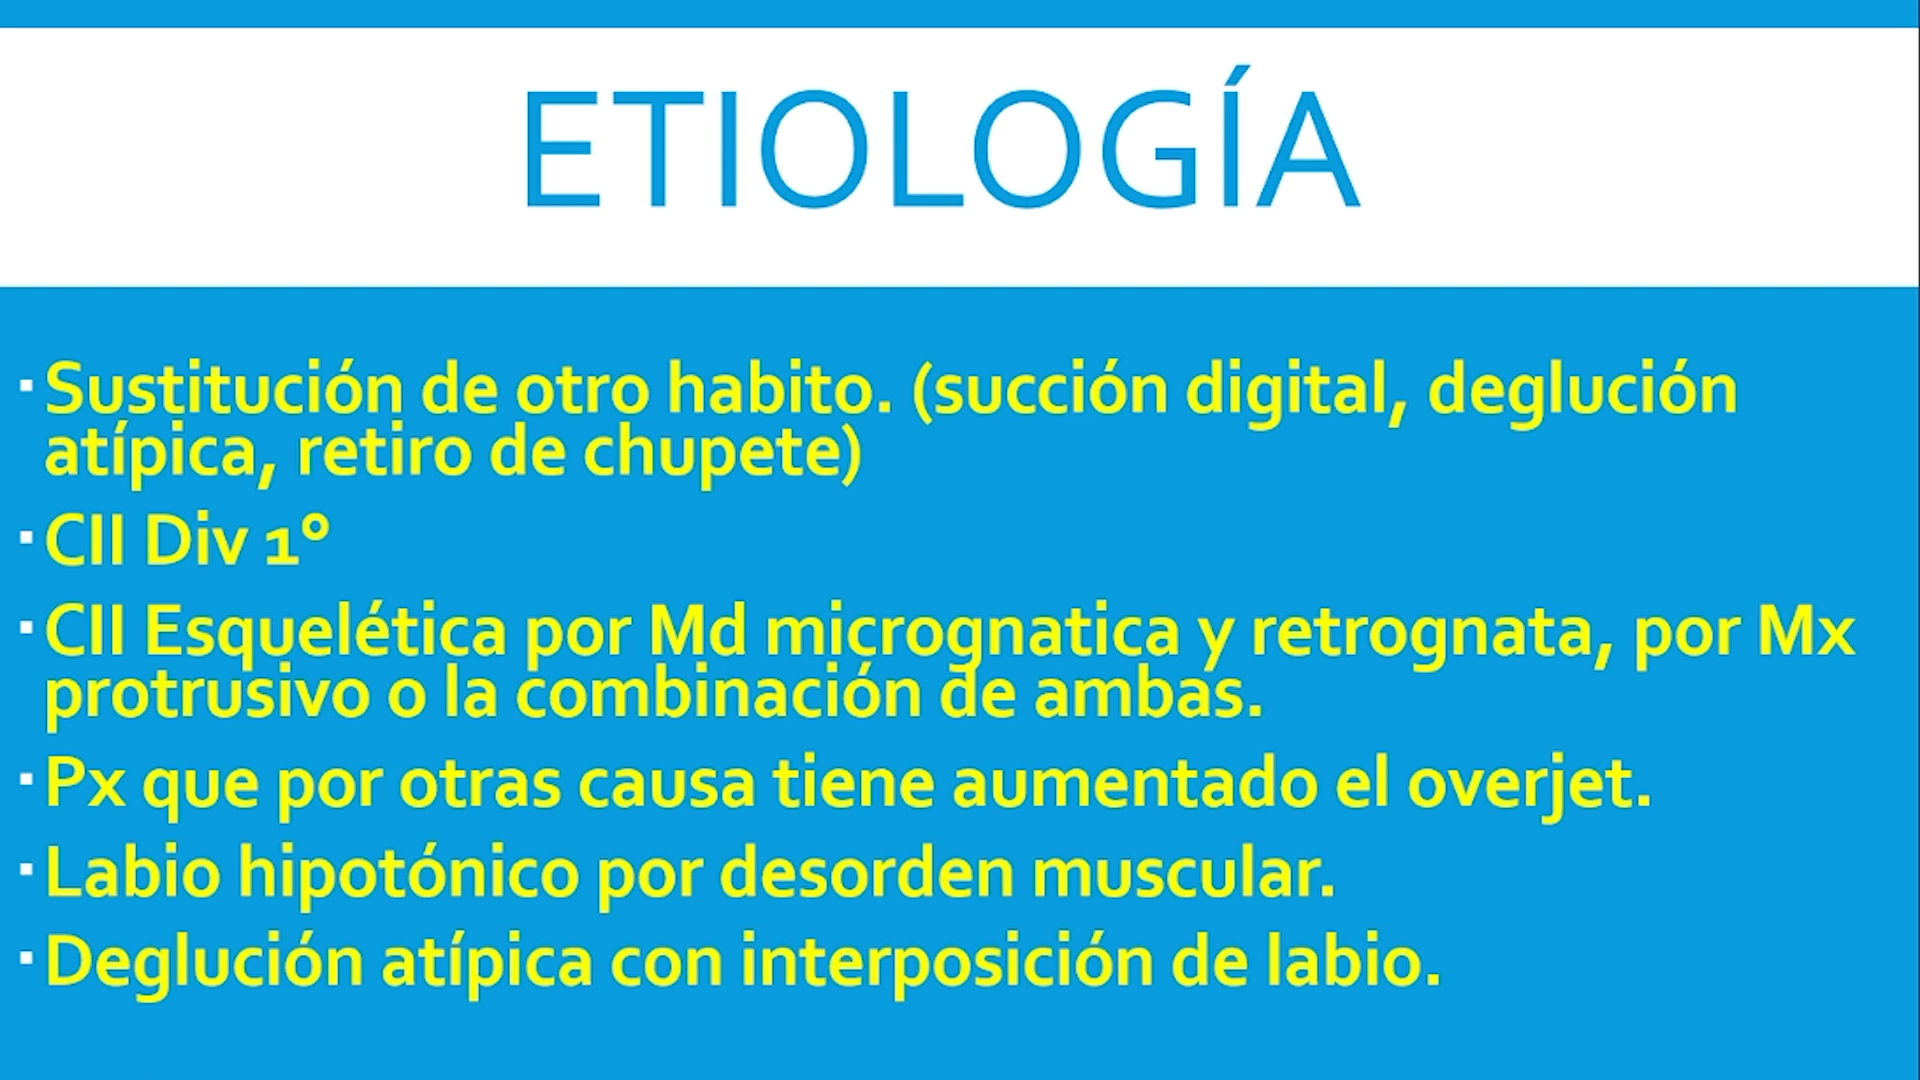 ETIOLOGÍA
▪ Sustitución de otro habito. (succión digital, deglución
atípica, retiro de chupete)
▪ CII Div 1°
▪ CII Esquelética por Md micrognatica y retrognata, por Mx
protrusivo o la combinación de ambas.
▪ Px que por otras causa tiene aumentado el overjet.
▪ Labio hipotónico por desorden muscular.
▪ Deglución atípica con interposición de labio.